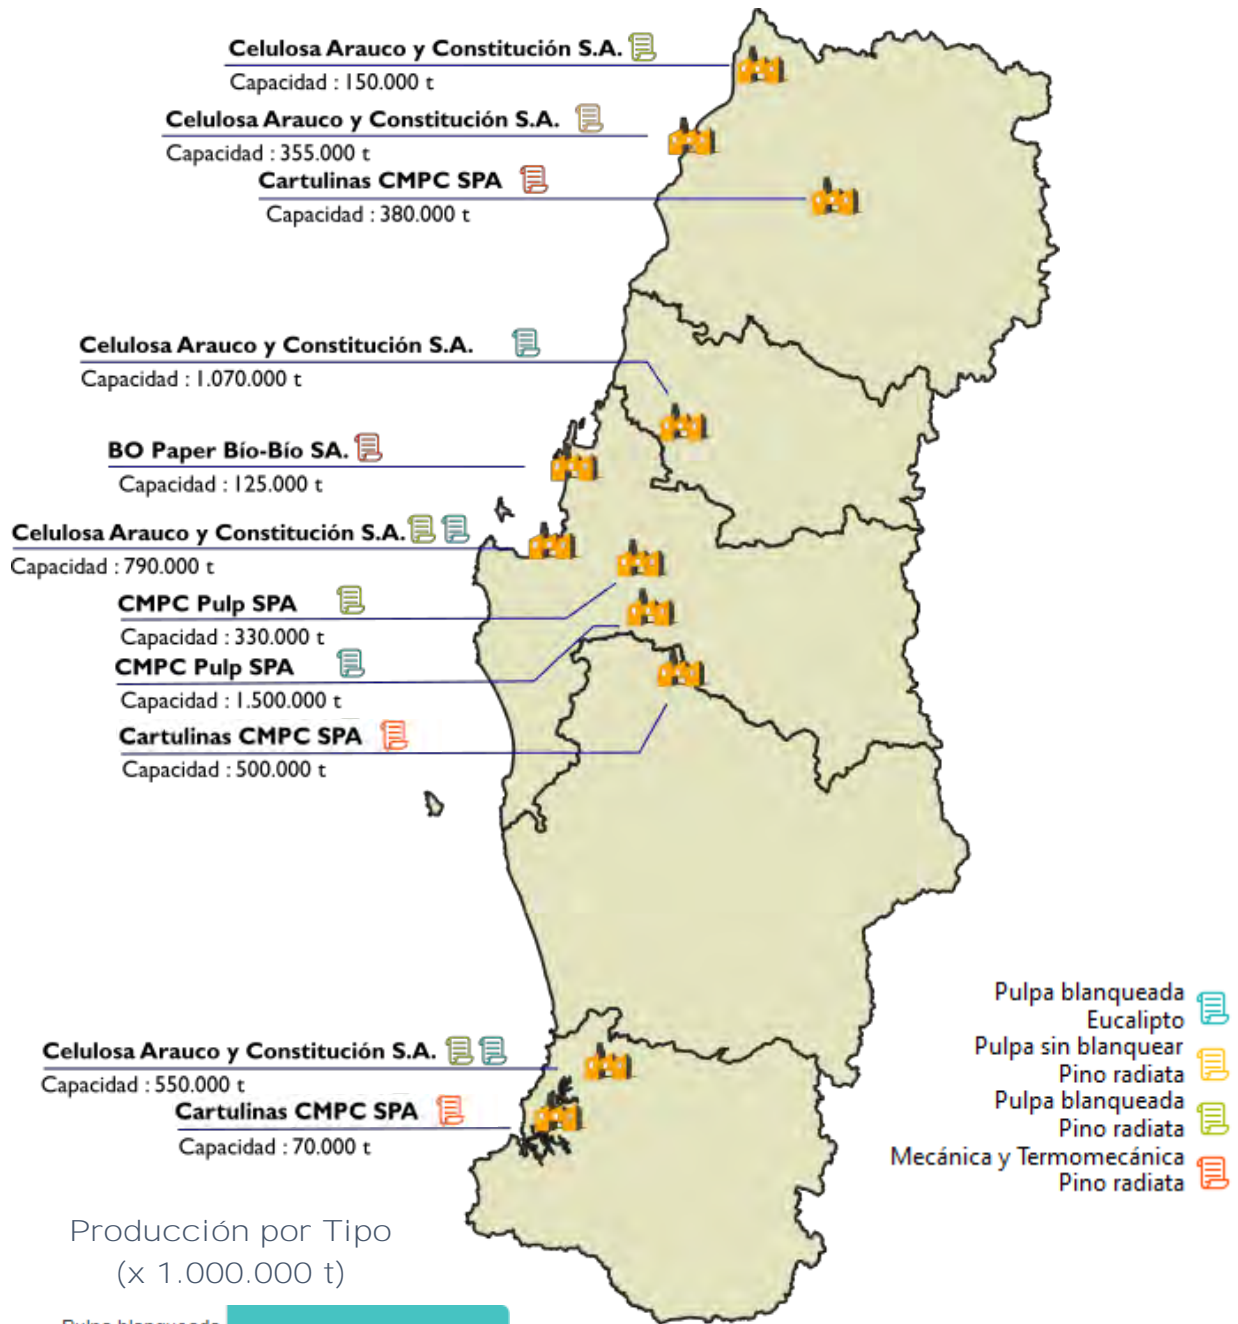 Celulosa Arauco y Constitución S.A.
Capacidad : 150.000 t
Celulosa Arauco y Constitución S.A.
Capacidad : 355.000 t
Cartulinas CMPC SPA
Capacidad : 380.000 t
Celulosa Arauco y Constitución S.A.
Capacidad : 1.070.000 t
BO Paper Bío-Bío SA.
Capacidad : 125.000 t
Celulosa Arauco y Constitución S.A.
Capacidad : 790.000 t
CMPC Pulp SPA
Capacidad : 330.000 t
CMPC Pulp SPA
Capacidad : 1.500.000 t
Cartulinas CMPC SPA
Capacidad : 500.000 t
Celulosa Arauco y Constitución S.A.
Capacidad : 550.000 t
Cartulinas CMPC SPA
Capacidad : 70.000 t
Pulpa blanqueada
Eucalipto
Pulpa sin blanquear
Pino radiata
Pulpa blanqueada
Pino radiata
Mecánica y Termomecánica
Pino radiata
Producción por Tipo
(x 1.000.000 t)
Pulpa blanqueada